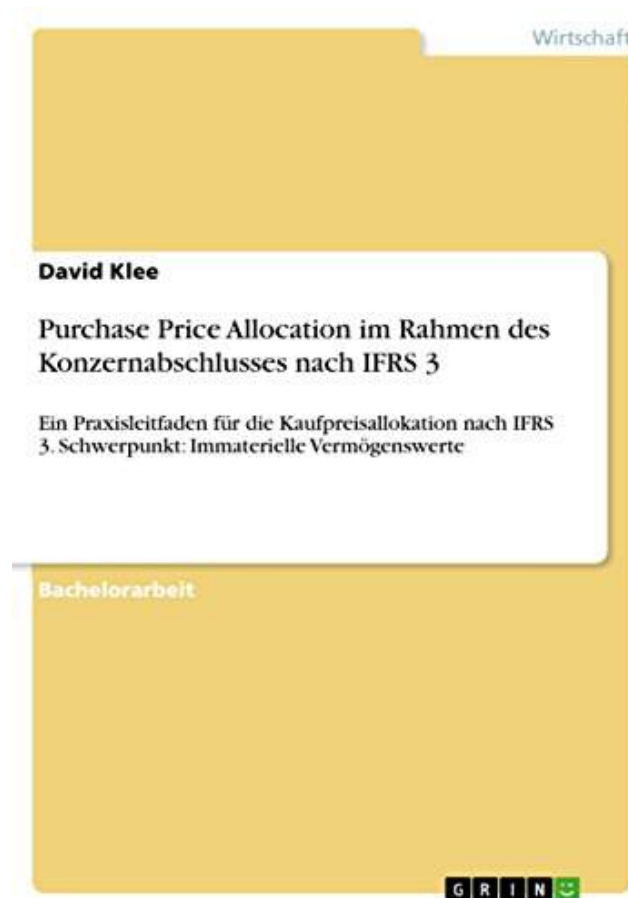 Wirtschaft
David Klee
Purchase Price Allocation im Rahmen des
Konzernabschlusses nach IFRS 3
Ein Praxisleitfaden für die Kaufpreisallokation nach IFRS
3. Schwerpunkt: Immaterielle Vermögenswerte
Bachelorarbeit
GRIN